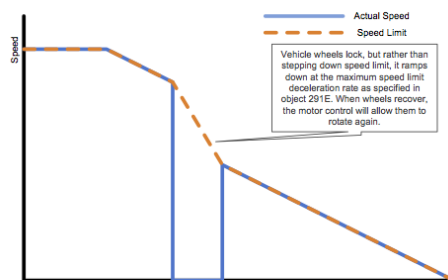 Actual Speed
Speed Limit
Speed
Vehicle wheels lock, but rather than
stepping down speed limit, it ramps
down at the maximum speed limit
deceleration rate as specified in
object 291E. When wheels recover,
the motor control will allow them to
rotate again.